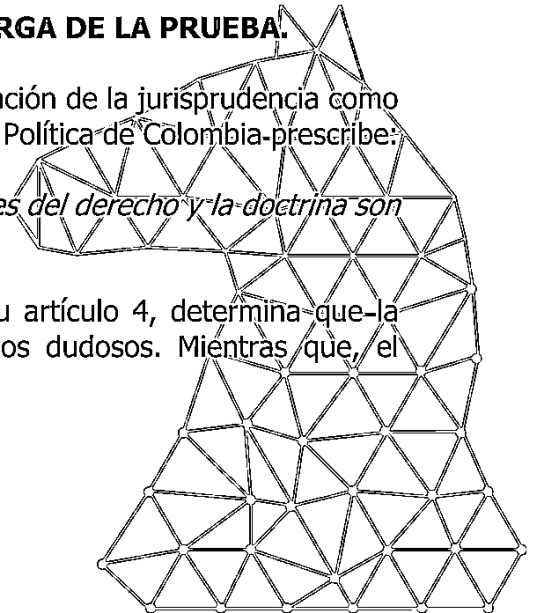 RGA DE LA PRUEBA.
ación de la jurisprudencia como
Política de Colombia prescribe:
es del derecho y la doctrina son
u artículo 4, determina que la
os dudosos. Mientras que, el